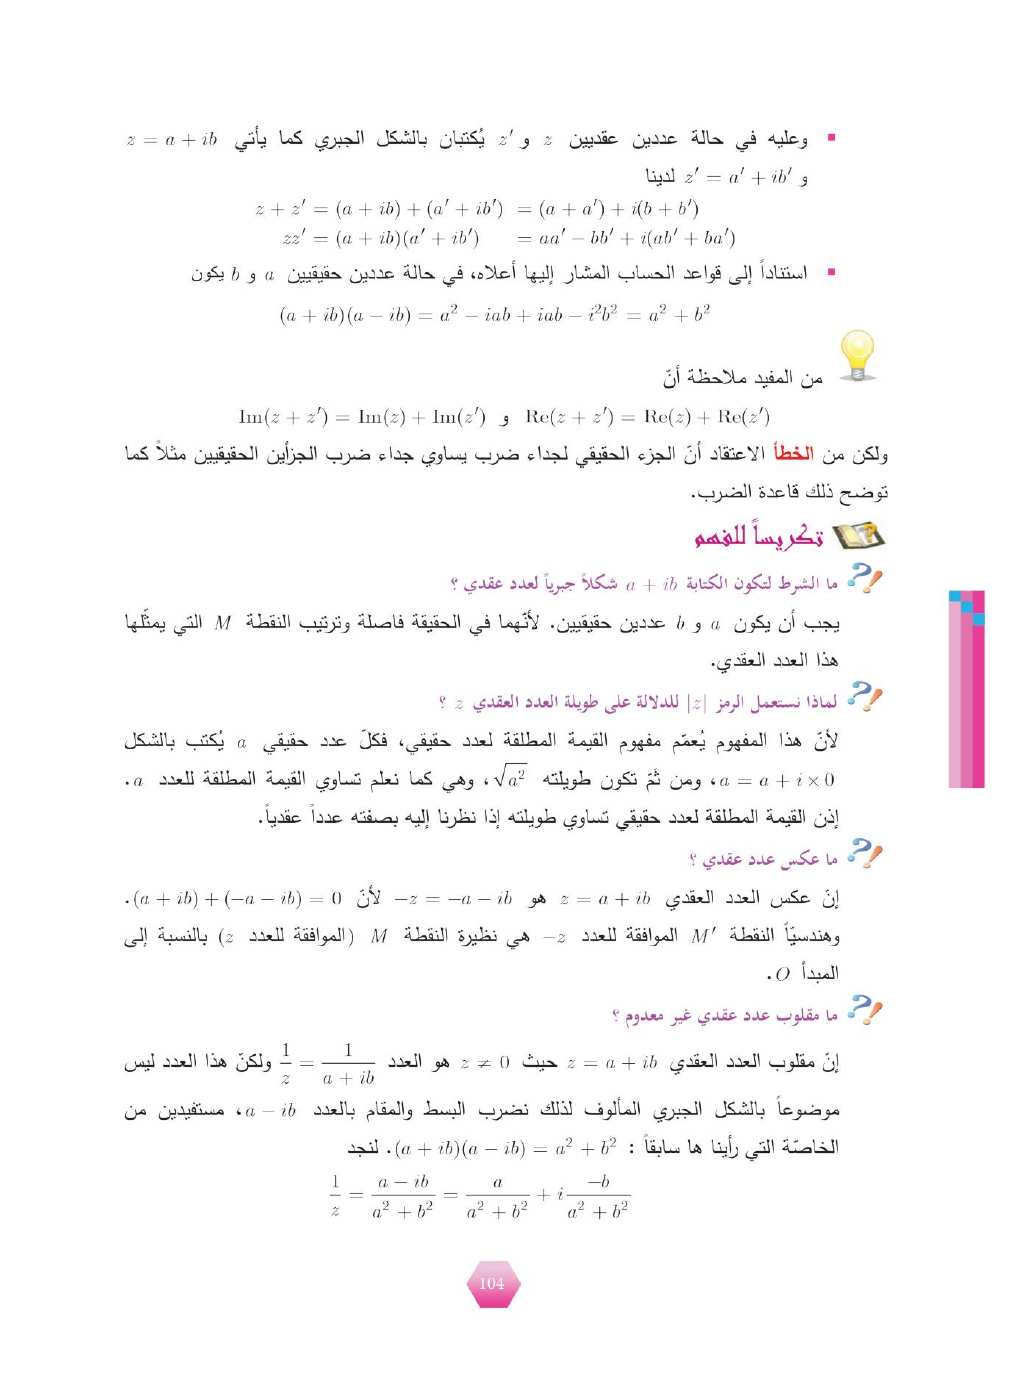 وعليه في حالة عددين عقديين z و z′ يُكتبان بالشكل الجبري كما يأتي z = a + ib
و z′ = a′ + ib′ لدينا
z + z′ = (a + ib) + (a′ + ib′) = (a + a′) + i(b + b′)
zz′ = (a + ib)(a′ + ib′) = aa′ − bb′ + i(ab′ + ba′)
استناداً إلى قواعد الحساب المشار إليها أعلاه، في حالة عددين حقيقيين a و b يكون
(a + ib)(a − ib) = a² − iab + iab − i²b² = a² + b²
من المفيد ملاحظة أنّ
Re(z + z′) = Re(z) + Re(z′) و Im(z + z′) = Im(z) + Im(z′)
ولكن من الخطأ الاعتقاد أنّ الجزء الحقيقي لجداء ضرب يساوي جداء ضرب الجزأين الحقيقيين مثلاً كما
توضح ذلك قاعدة الضرب.
تكريساً للفهم
ما الشرط لتكون الكتابة a + ib شكلاً جبرياً لعدد عقدي ؟
يجب أن يكون a و b عددين حقيقيين. لأنّهما في الحقيقة فاصلة وترتيب النقطة M التي يمثّلها
هذا العدد العقدي.
لماذا نستعمل الرمز |z| للدلالة على طويلة العدد العقدي z ؟
لأنّ هذا المفهوم يُعمّم مفهوم القيمة المطلقة لعدد حقيقي، فكلّ عدد حقيقي a يُكتب بالشكل
a = a + i × 0، ومن ثَمّ تكون طويلته √a²، وهي كما نعلم تساوي القيمة المطلقة للعدد a.
إذن القيمة المطلقة لعدد حقيقي تساوي طويلته إذا نظرنا إليه بصفته عدداً عقدياً.
ما عكس عدد عقدي ؟
إنّ عكس العدد العقدي z = a + ib هو −z = −a − ib لأنّ (a + ib) + (−a − ib) = 0.
وهندسيّاً النقطة M′ الموافقة للعدد −z هي نظيرة النقطة M (الموافقة للعدد z) بالنسبة إلى
المبدأ O.
ما مقلوب عدد عقدي غير معدوم ؟
إنّ مقلوب العدد العقدي z = a + ib حيث z ≠ 0 هو العدد 1/z = 1/(a + ib) ولكنّ هذا العدد ليس
موضوعاً بالشكل الجبري المألوف لذلك نضرب البسط والمقام بالعدد a − ib، مستفيدين من
الخاصّة التي رأينا ها سابقاً : (a + ib)(a − ib) = a² + b². لنجد
1/z = (a − ib)/(a² + b²) = a/(a² + b²) + i (−b)/(a² + b²)
104